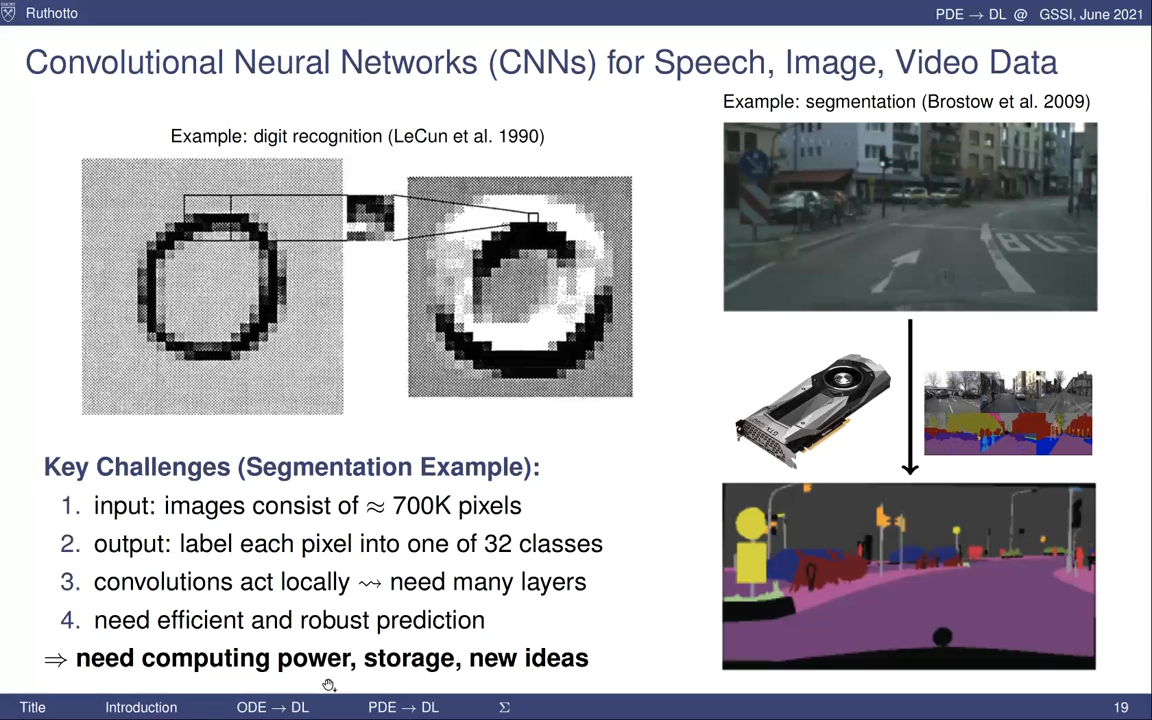 Ruthotto
PDE → DL @ GSSI, June 2021
Convolutional Neural Networks (CNNs) for Speech, Image, Video Data
Example: digit recognition (LeCun et al. 1990)
Example: segmentation (Brostow et al. 2009)
BUS
GTX
Key Challenges (Segmentation Example):
1. input: images consist of ≈ 700K pixels
2. output: label each pixel into one of 32 classes
3. convolutions act locally ⇝ need many layers
4. need efficient and robust prediction
⇒ need computing power, storage, new ideas
Title Introduction ODE → DL PDE → DL Σ 19